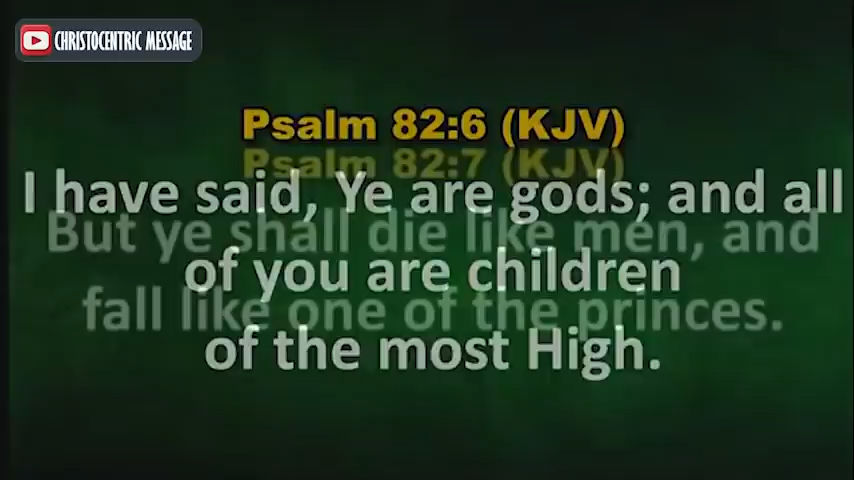 CHRISTOCENTRIC MESSAGE
Psalm 82:6 (KJV)
I have said, Ye are gods; and all
of you are children
of the most High.
Psalm 82:7 (KJV)
But ye shall die like men, and
fall like one of the princes.